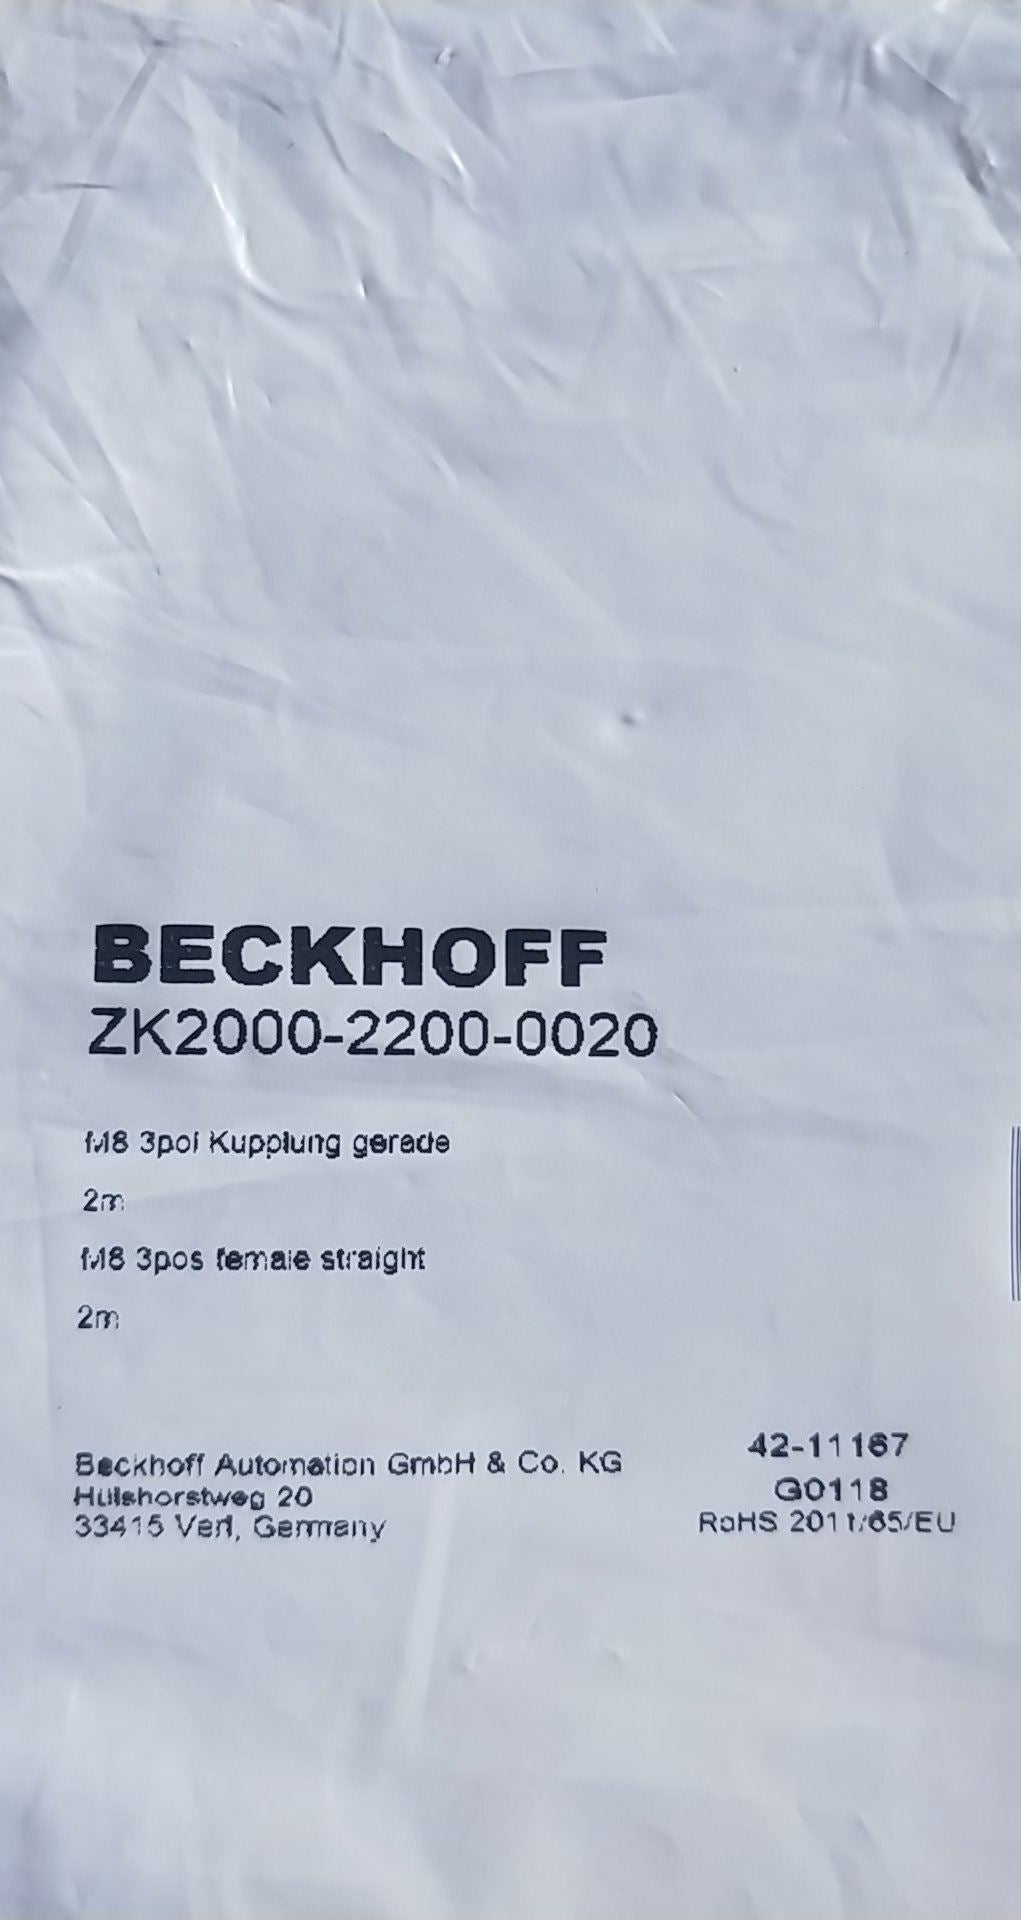 BECKHOFF
ZK2000-2200-0020
M8 3pol Kupplung gerade
2m
M8 3pos female straight
2m
Beckhoff Automation GmbH & Co. KG
Hülshorstweg 20
33415 Verl, Germany
42-11167
G0118
RoHS 2011/65/EU